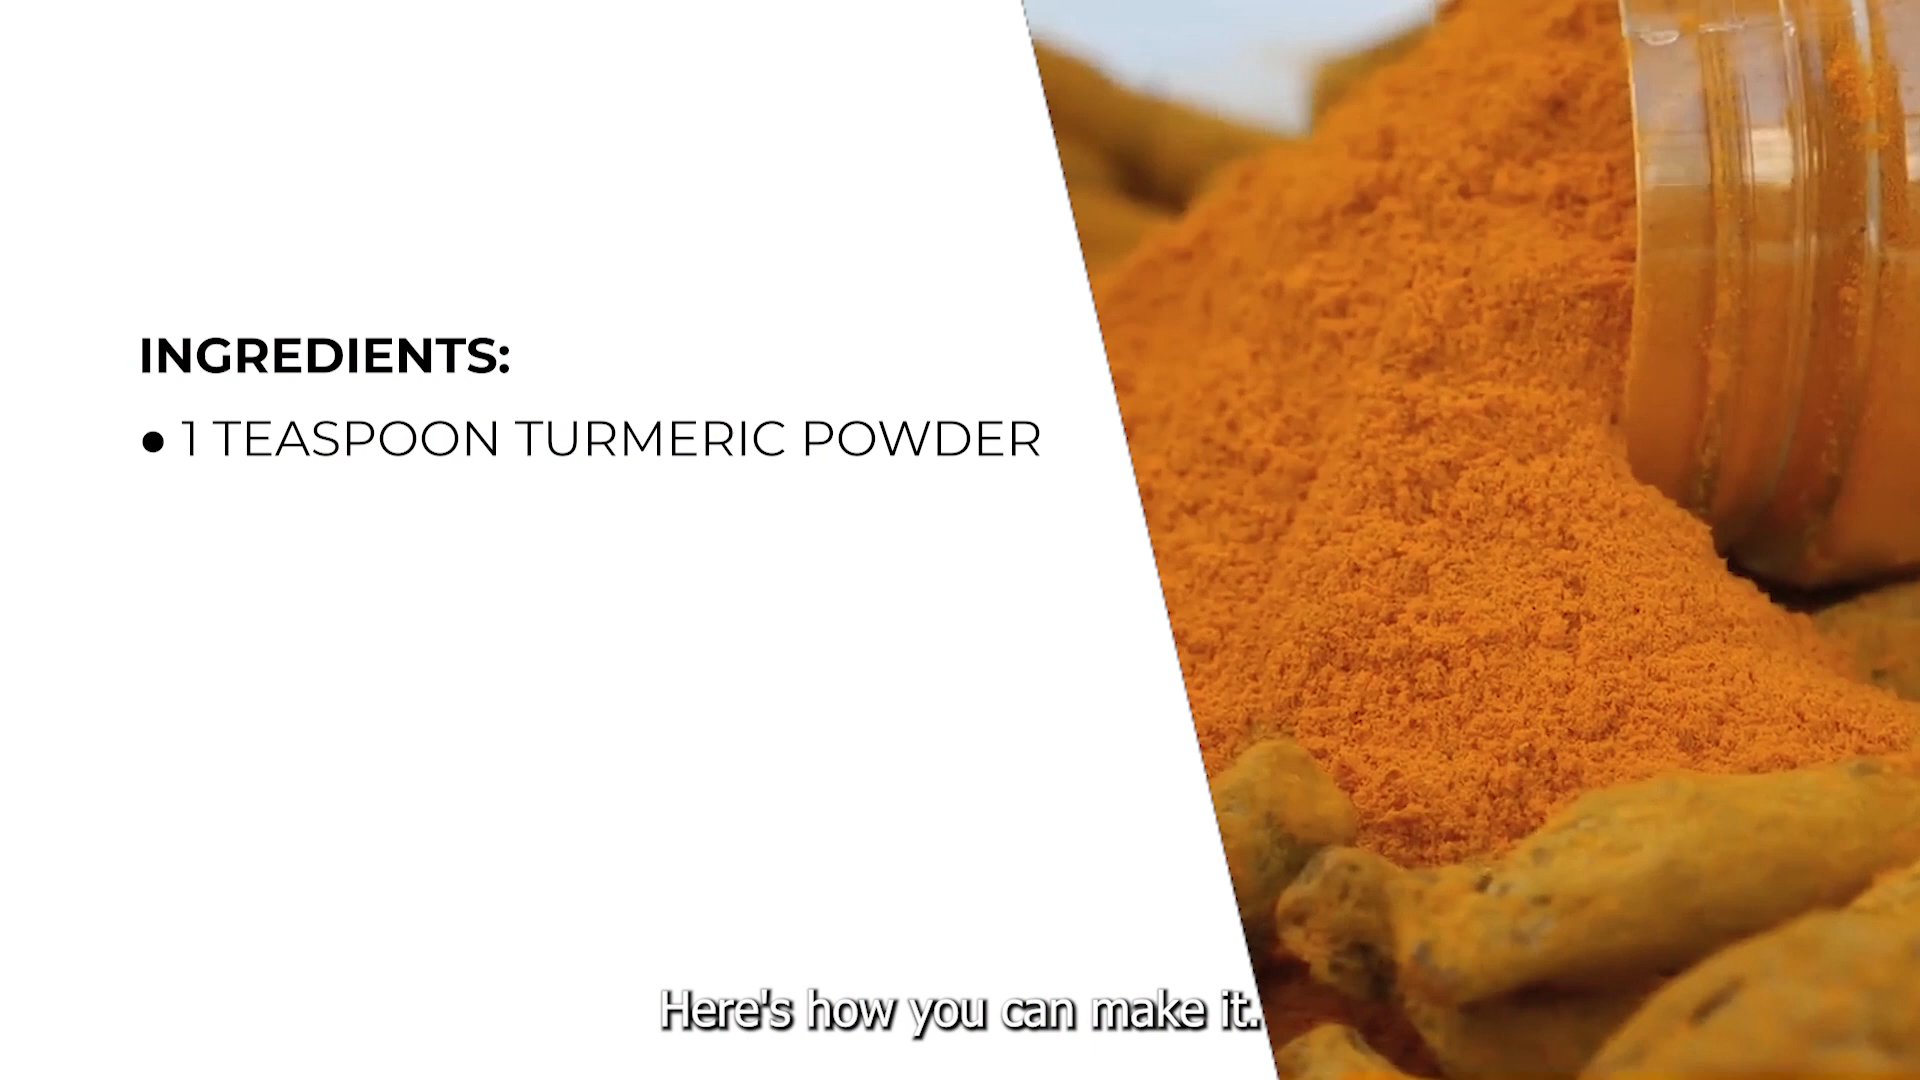 INGREDIENTS:
● 1 TEASPOON TURMERIC POWDER
Here's how you can make it.